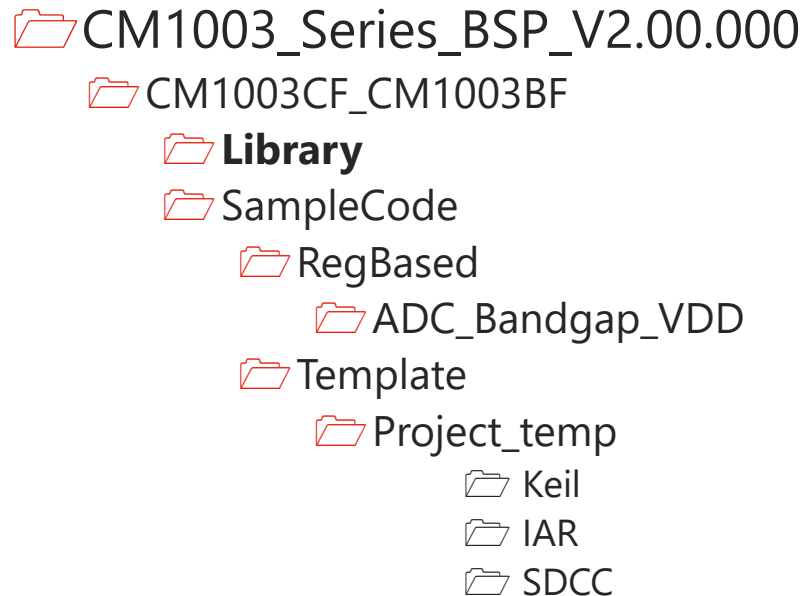 CM1003_Series_BSP_V2.00.000
CM1003CF_CM1003BF
Library
SampleCode
RegBased
ADC_Bandgap_VDD
Template
Project_temp
Keil
IAR
SDCC